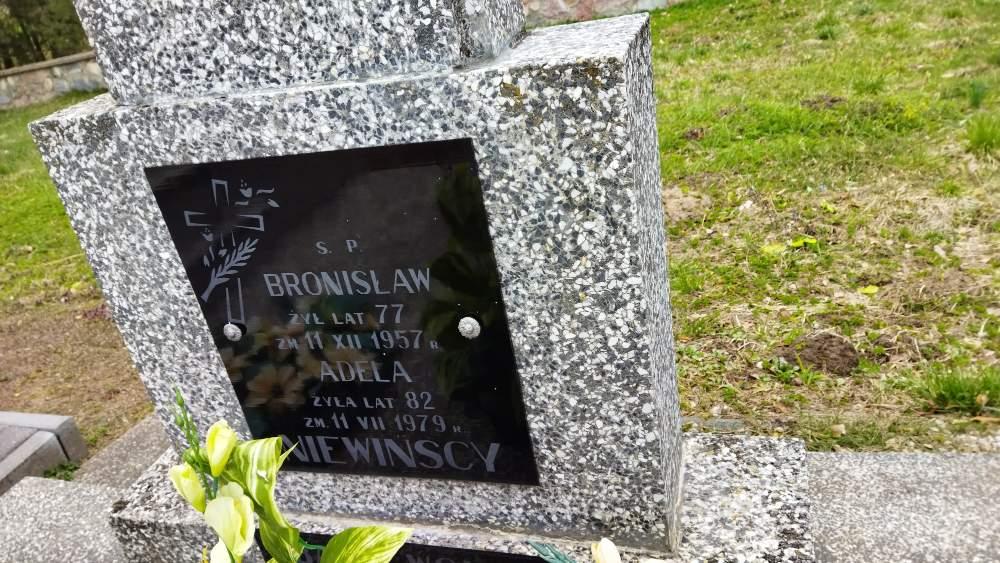 S. P.
BRONISŁAW
ŻYŁ LAT 77
ZM 11 XII 1957 R
ADELA
ŻYŁA LAT 82
ZM. 11 VII 1979 R.
NIEWIŃSCY